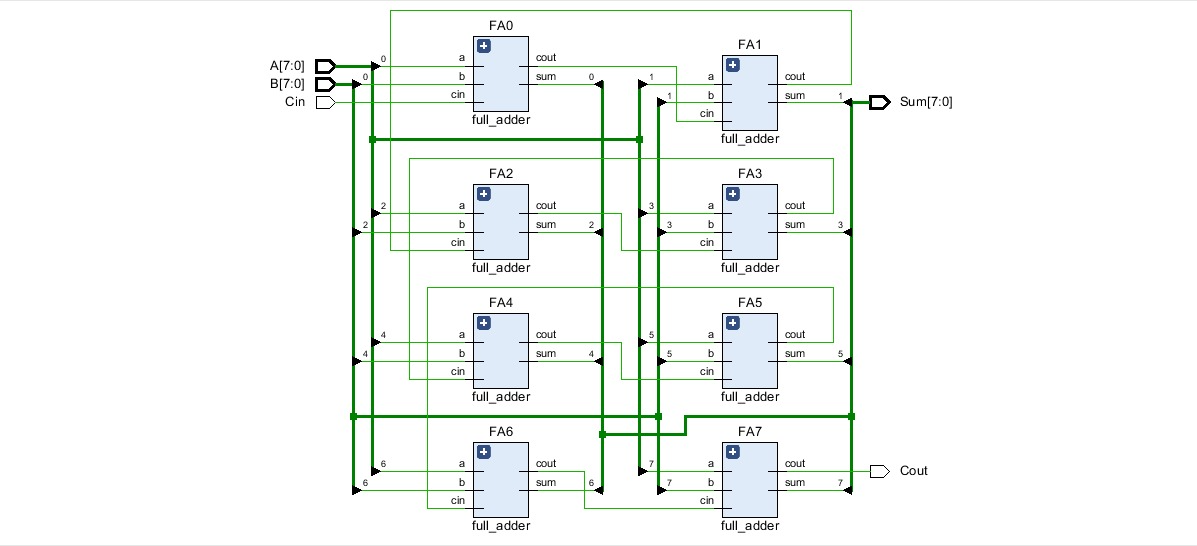 FA0
FA1
A[7:0]
B[7:0]
Cin
0
0
a
b
cin
cout
sum
0
full_adder
1
1
a
b
cin
cout
sum
1
full_adder
Sum[7:0]
FA2
FA3
2
2
a
b
cin
cout
sum
2
full_adder
3
3
a
b
cin
cout
sum
3
full_adder
FA4
FA5
4
4
a
b
cin
cout
sum
4
full_adder
5
5
a
b
cin
cout
sum
5
full_adder
FA6
FA7
6
6
a
b
cin
cout
sum
6
full_adder
7
7
a
b
cin
cout
sum
7
full_adder
Cout